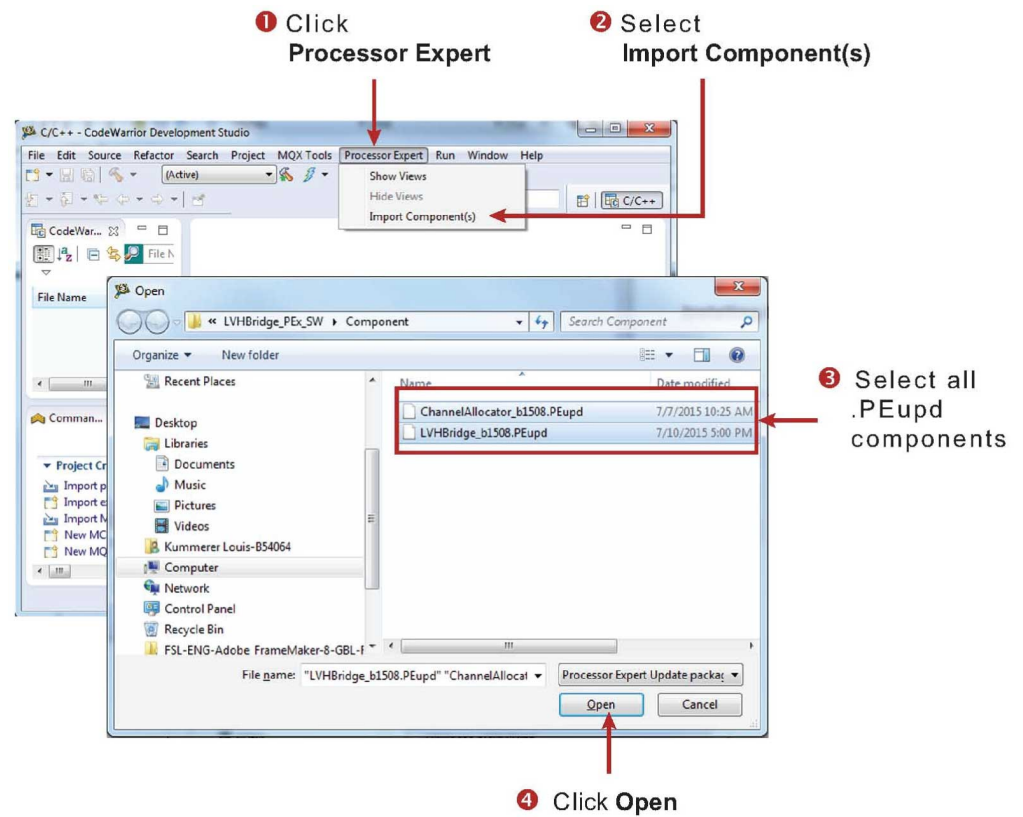 1 Click
Processor Expert
2 Select
Import Component(s)
C/C++ - CodeWarrior Development Studio
File Edit Source Refactor Search Project MQX Tools Processor Expert Run Window Help
(Active)
Show Views
Hide Views
Import Component(s)
C/C++
CodeWar...
File N
File Name
Open
« LVHBridge_PEx_SW Component
Search Component
Organize New folder
Recent Places
Desktop
Libraries
Documents
Music
Pictures
Videos
Kummerer Louis-B54064
Computer
Network
Control Panel
Recycle Bin
FSL-ENG-Adobe FrameMaker-8-GBL-F
Name Date modified
ChannelAllocator_b1508.PEupd 7/7/2015 10:25 AM
LVHBridge_b1508.PEupd 7/10/2015 5:00 PM
3 Select all
.PEupd
components
Comman...
Project Cr
Import p
Import e
Import M
New MC
New MQ
File name: "LVHBridge_b1508.PEupd" "ChannelAllocat
Processor Expert Update packag
Open Cancel
4 Click Open